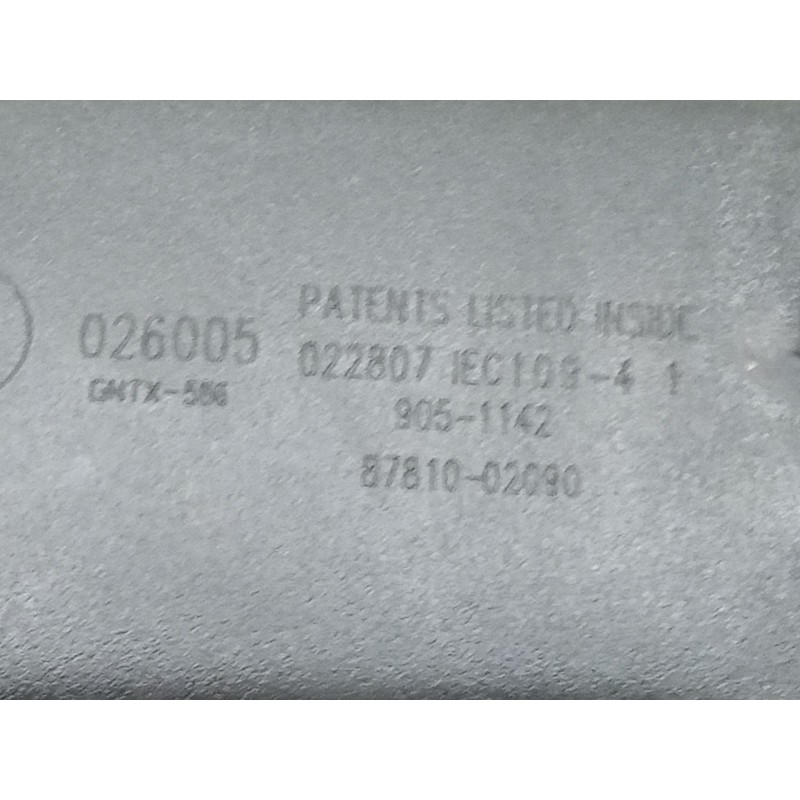 026005
GNTX-586
PATENTS LISTED INSIDE
022807 IEC109-4 1
905-1142
87810-02090